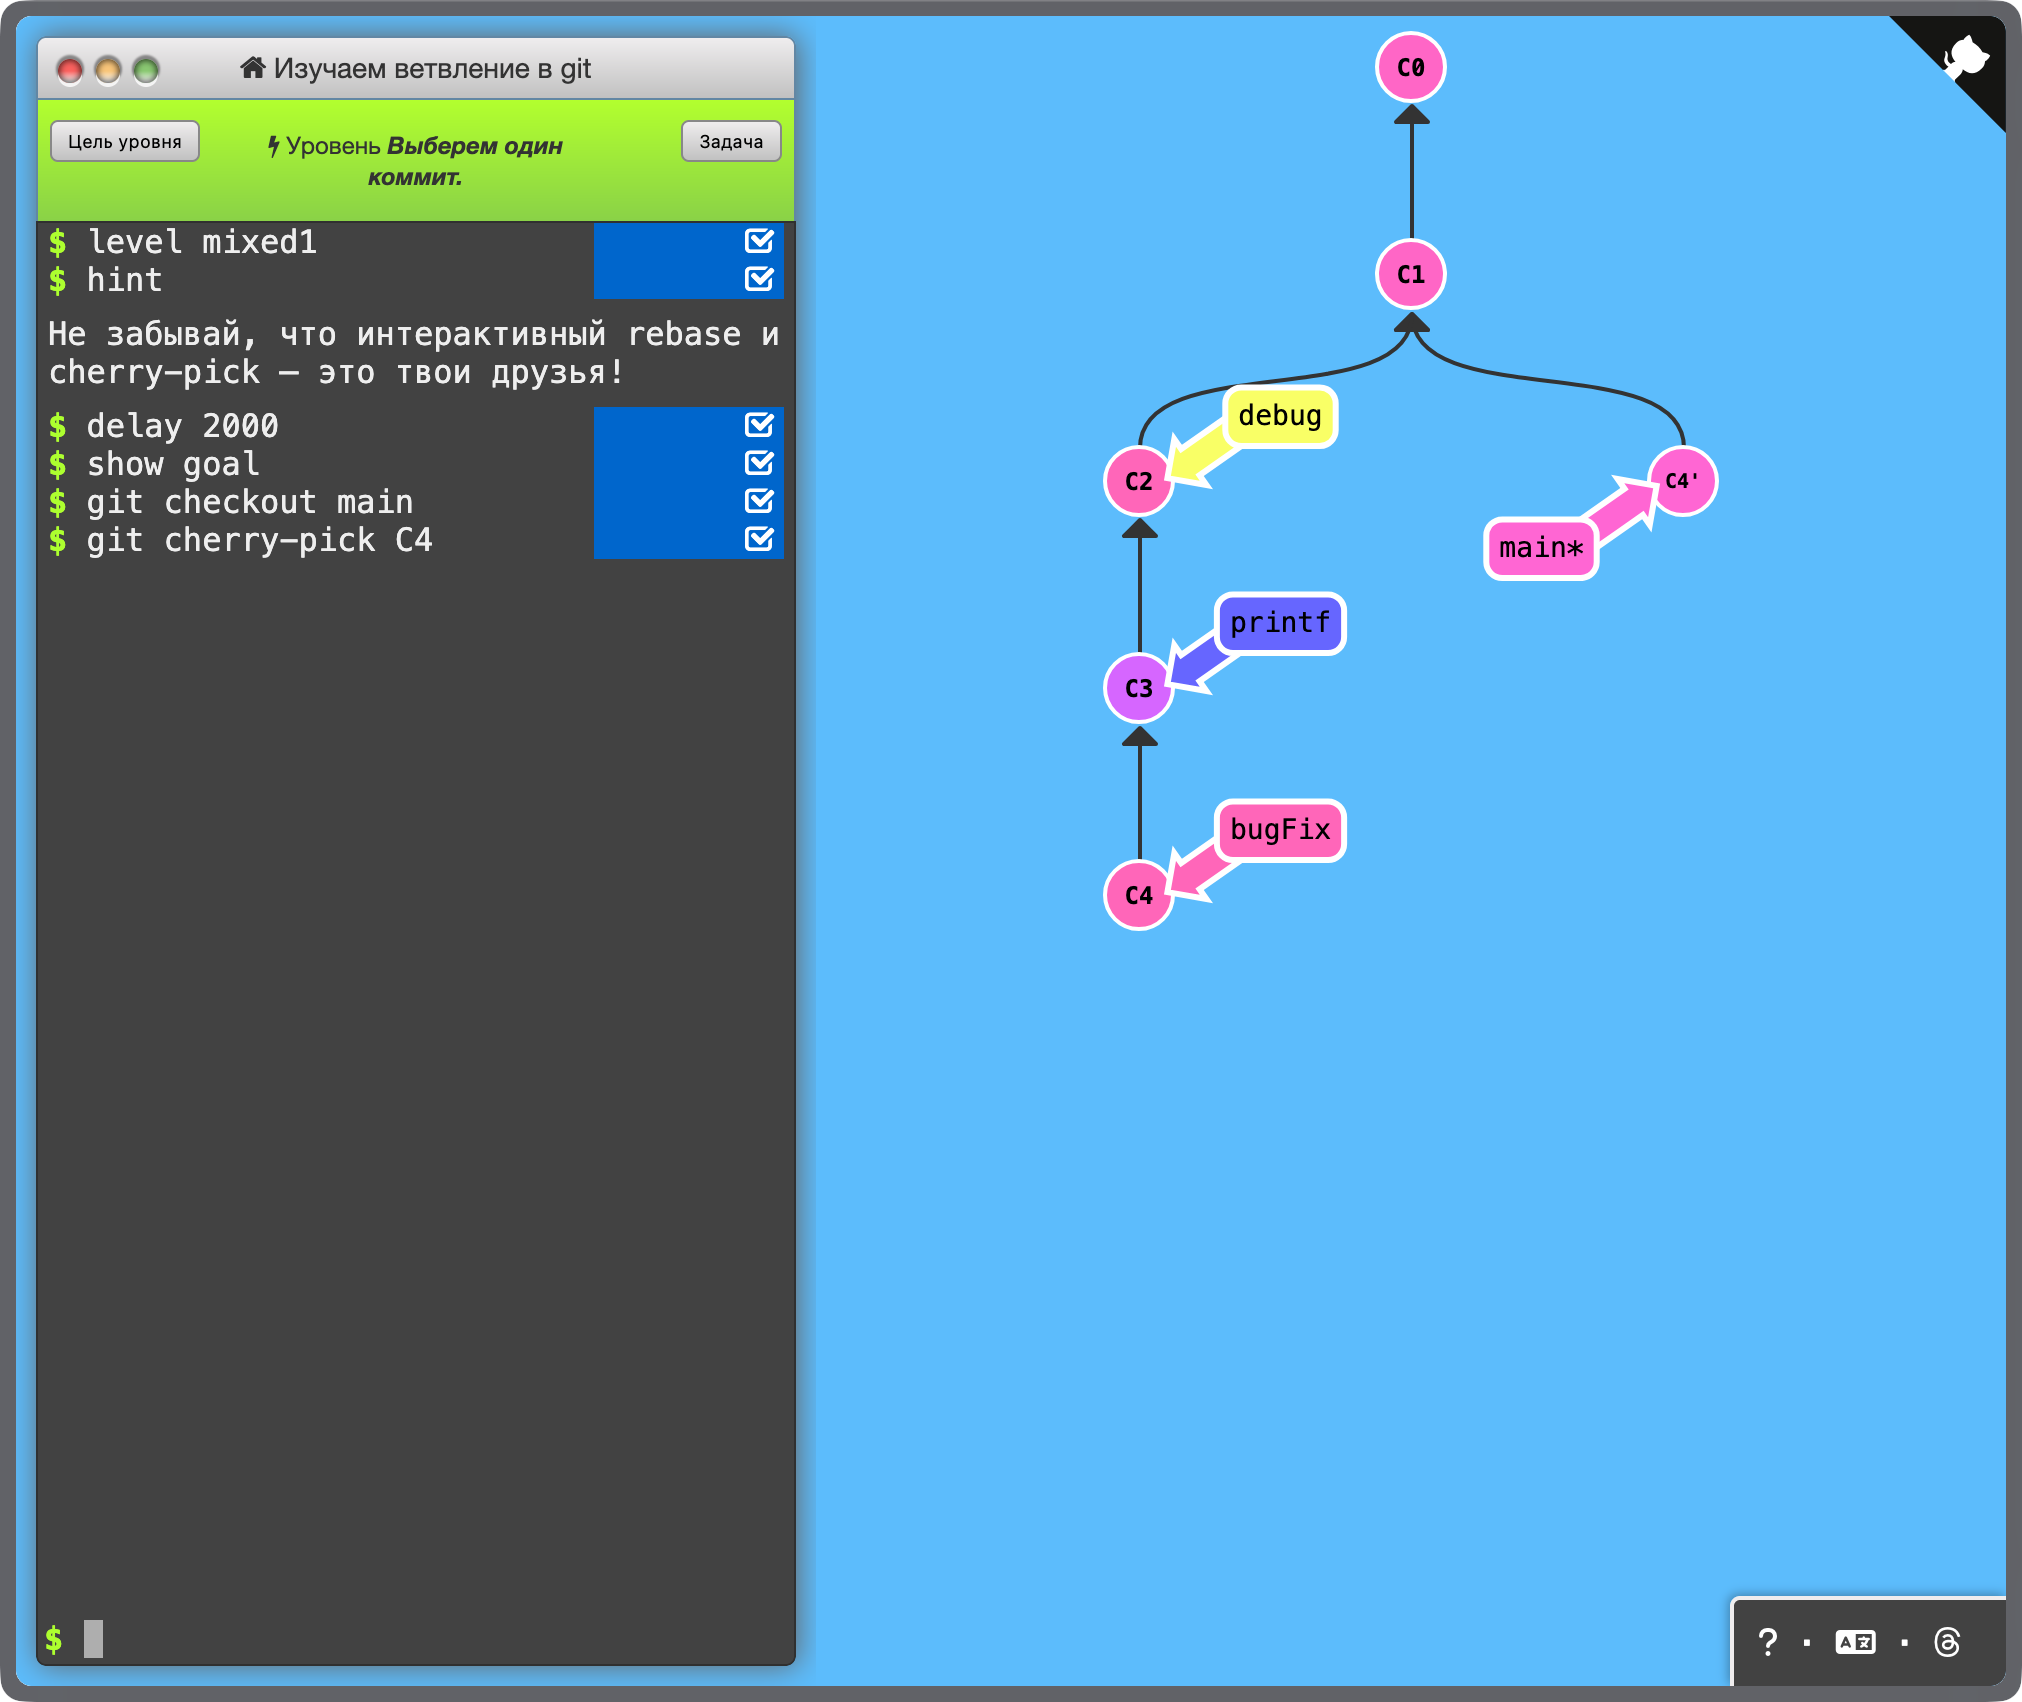 Изучаем ветвление в git
Цель уровня
Уровень Выберем один
коммит.
Задача
$ level mixed1
$ hint
Не забывай, что интерактивный rebase и
cherry-pick – это твои друзья!
$ delay 2000
$ show goal
$ git checkout main
$ git cherry-pick C4
$
C0
C1
debug
C2
C4'
main*
printf
C3
bugFix
C4
? · A文 ·